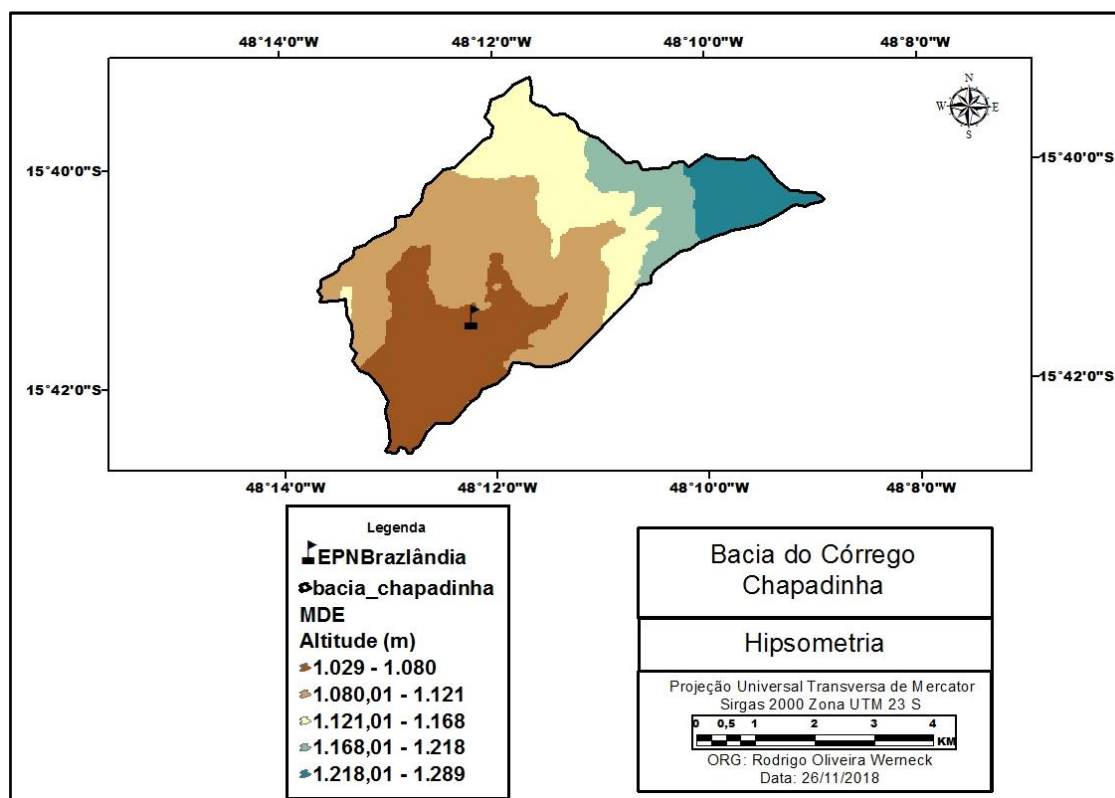 48°14'0"W 48°12'0"W 48°10'0"W 48°8'0"W
N
W E
S
15°40'0"S 15°40'0"S
15°42'0"S 15°42'0"S
48°14'0"W 48°12'0"W 48°10'0"W 48°8'0"W
Legenda
EPNBrazlândia
bacia_chapadinha
MDE
Altitude (m)
1.029 - 1.080
1.080,01 - 1.121
1.121,01 - 1.168
1.168,01 - 1.218
1.218,01 - 1.289
Bacia do Córrego
Chapadinha
Hipsometria
Projeção Universal Transversa de Mercator
Sirgas 2000 Zona UTM 23 S
0 0,5 1 2 3 4
KM
ORG: Rodrigo Oliveira Werneck
Data: 26/11/2018